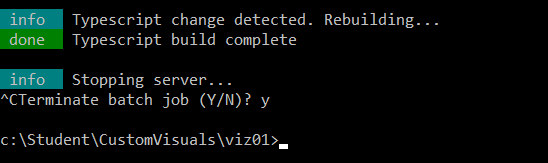 info Typescript change detected. Rebuilding...
done Typescript build complete
info Stopping server...
^CTerminate batch job (Y/N)? y
c:\Student\CustomVisuals\viz01>